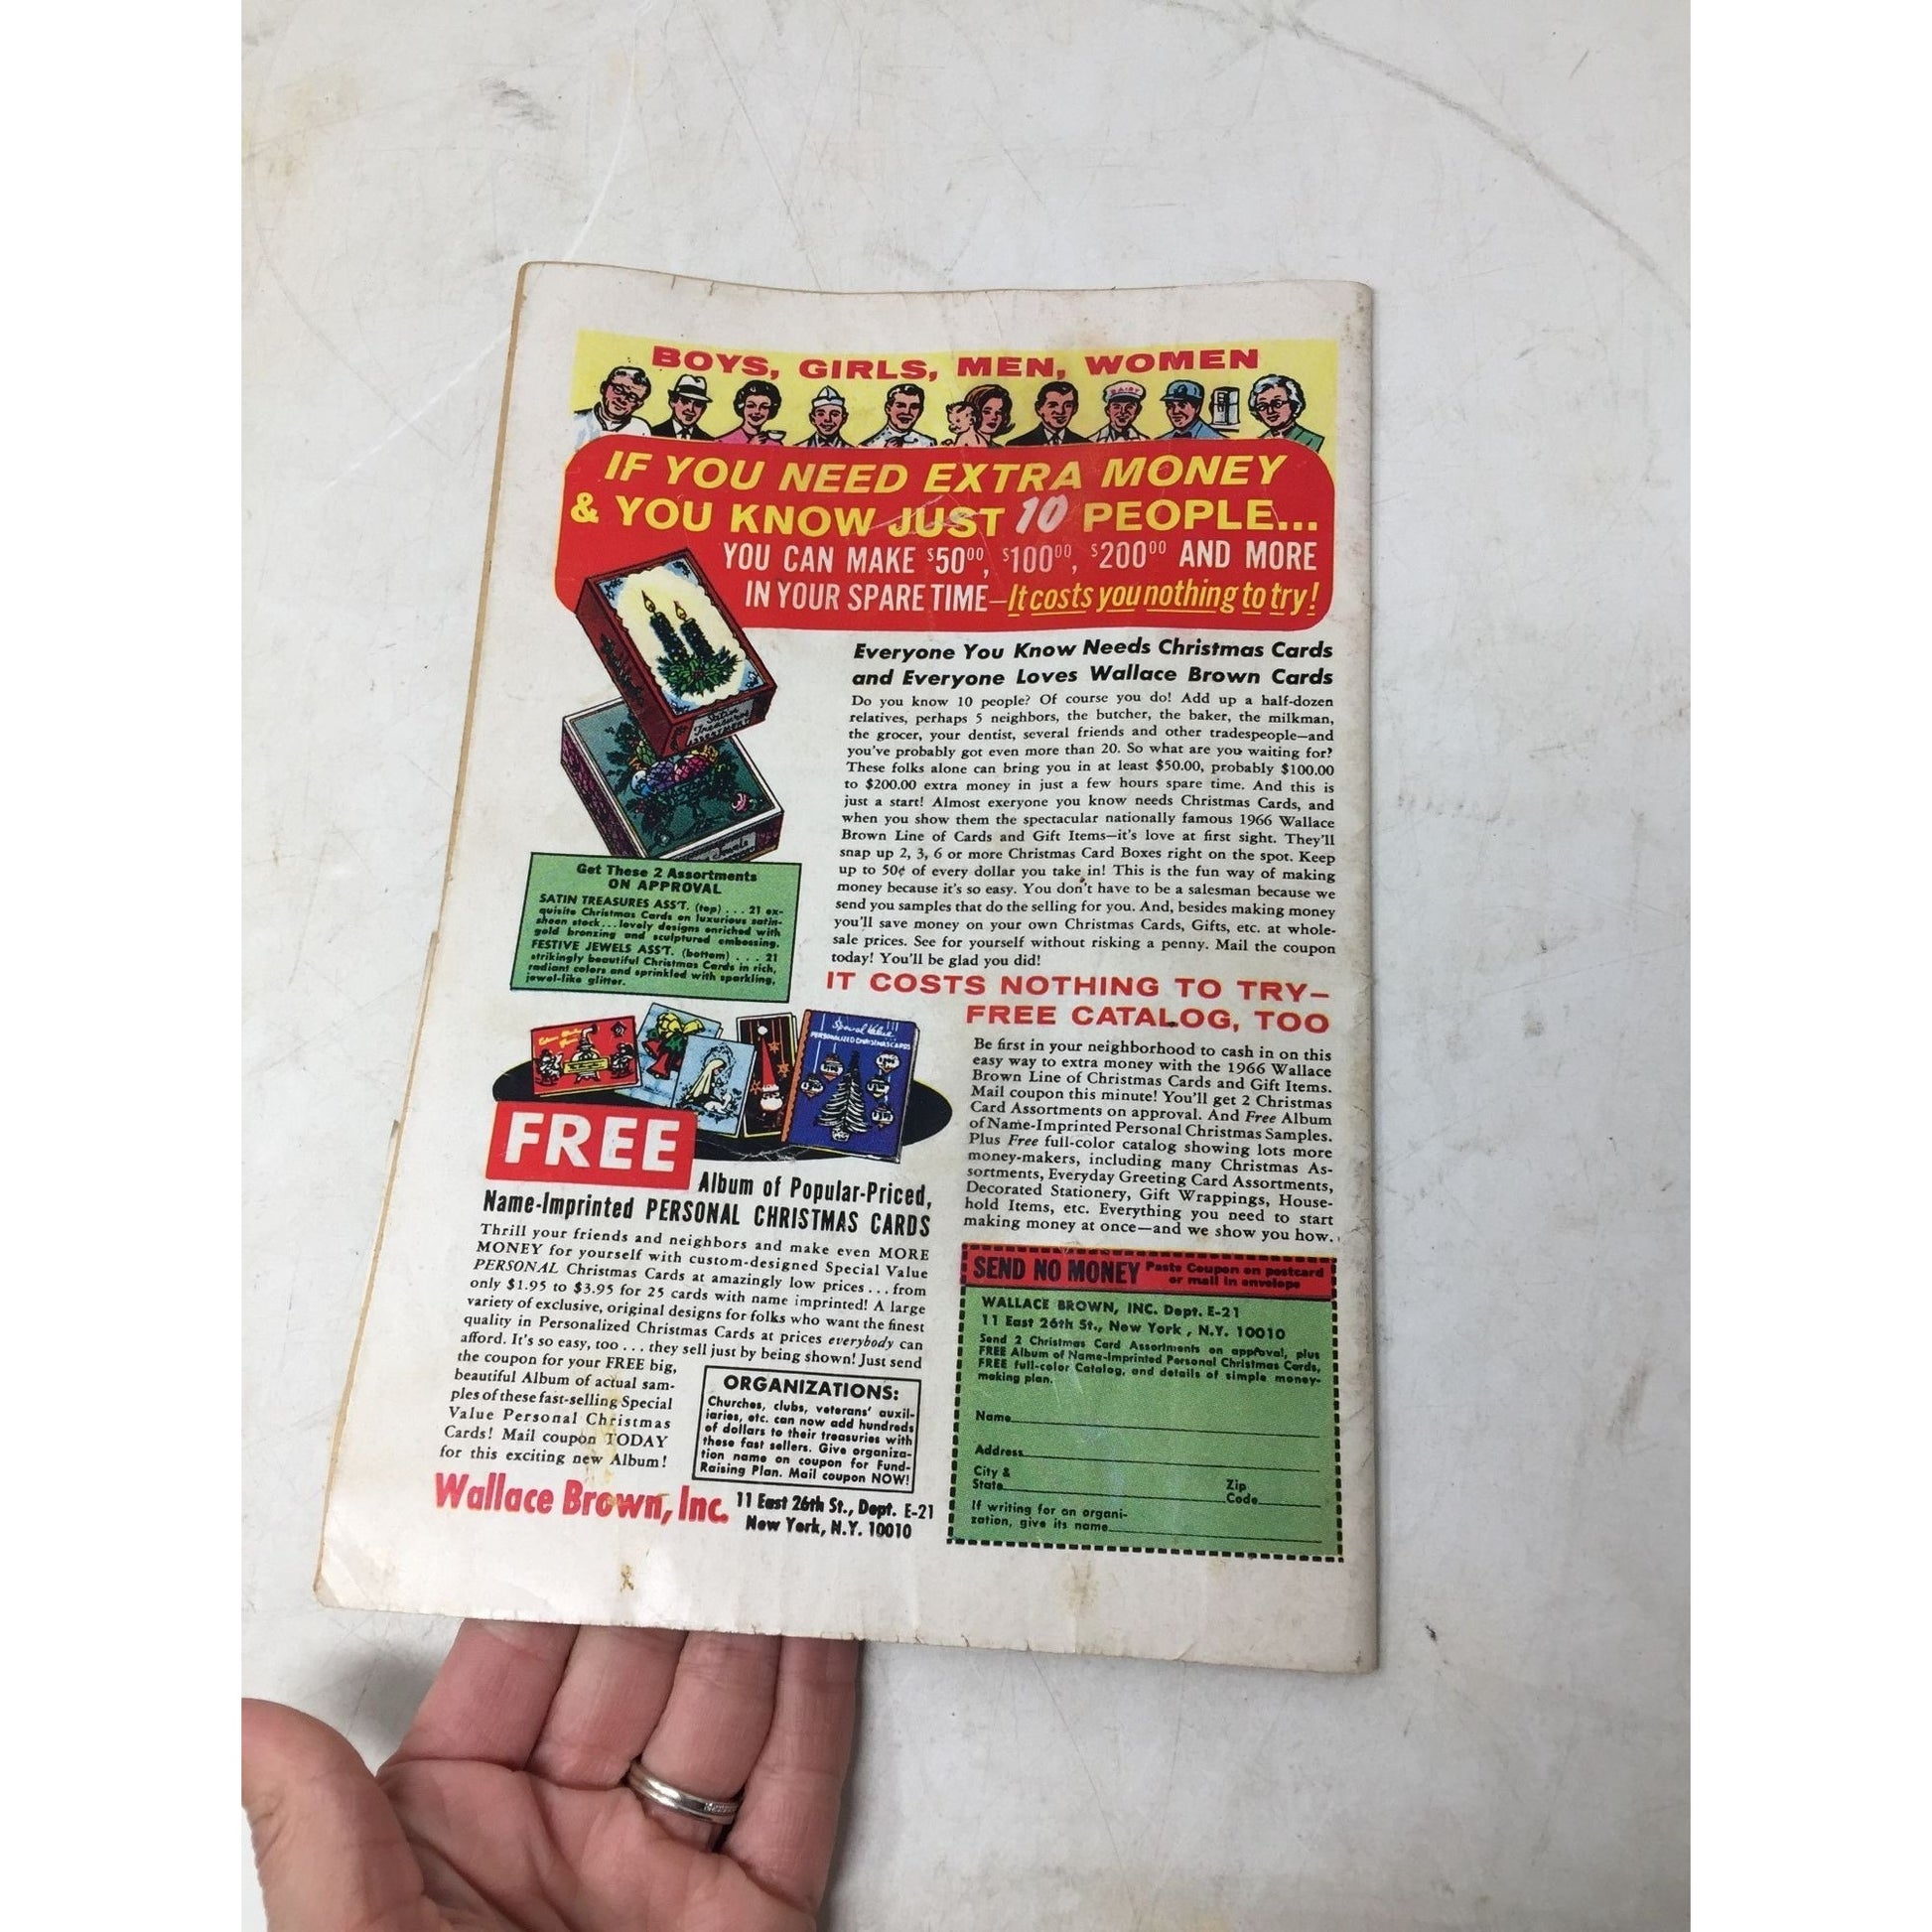 BOYS, GIRLS, MEN, WOMEN
DAIRY
IF YOU NEED EXTRA MONEY
& YOU KNOW JUST 10 PEOPLE...
YOU CAN MAKE $50⁰⁰, $100⁰⁰, $200⁰⁰ AND MORE
IN YOUR SPARE TIME—It costs you nothing to try!
Satin
Treasures
ASSORTMENT
Jewels
Get These 2 Assortments
ON APPROVAL
SATIN TREASURES ASS'T. (top) . . . 21 ex-
quisite Christmas Cards on luxurious satin-
sheen stock...lovely designs enriched with
gold bronzing and sculptured embossing.
FESTIVE JEWELS ASS'T. (bottom) . . . 21
strikingly beautiful Christmas Cards in rich,
radiant colors and sprinkled with sparkling,
jewel-like glitter.
Everyone You Know Needs Christmas Cards
and Everyone Loves Wallace Brown Cards
Do you know 10 people? Of course you do! Add up a half-dozen
relatives, perhaps 5 neighbors, the butcher, the baker, the milkman,
the grocer, your dentist, several friends and other tradespeople—and
you've probably got even more than 20. So what are you waiting for?
These folks alone can bring you in at least $50.00, probably $100.00
to $200.00 extra money in just a few hours spare time. And this is
just a start! Almost exeryone you know needs Christmas Cards, and
when you show them the spectacular nationally famous 1966 Wallace
Brown Line of Cards and Gift Items—it's love at first sight. They'll
snap up 2, 3, 6 or more Christmas Card Boxes right on the spot. Keep
up to 50¢ of every dollar you take in! This is the fun way of making
money because it's so easy. You don't have to be a salesman because we
send you samples that do the selling for you. And, besides making money
you'll save money on your own Christmas Cards, Gifts, etc. at whole-
sale prices. See for yourself without risking a penny. Mail the coupon
today! You'll be glad you did!
IT COSTS NOTHING TO TRY—
FREE CATALOG, TOO
Be first in your neighborhood to cash in on this
easy way to extra money with the 1966 Wallace
Brown Line of Christmas Cards and Gift Items.
Mail coupon this minute! You'll get 2 Christmas
Card Assortments on approval. And Free Album
of Name-Imprinted Personal Christmas Samples.
Plus Free full-color catalog showing lots more
money-makers, including many Christmas As-
sortments, Everyday Greeting Card Assortments,
Decorated Stationery, Gift Wrappings, House-
hold Items, etc. Everything you need to start
making money at once—and we show you how.
Special Value
PERSONALIZED CHRISTMAS CARDS
FREE
Album of Popular-Priced,
Name-Imprinted PERSONAL CHRISTMAS CARDS
Thrill your friends and neighbors and make even MORE
MONEY for yourself with custom-designed Special Value
PERSONAL Christmas Cards at amazingly low prices . . . from
only $1.95 to $3.95 for 25 cards with name imprinted! A large
variety of exclusive, original designs for folks who want the finest
quality in Personalized Christmas Cards at prices everybody can
afford. It's so easy, too . . . they sell just by being shown! Just send
the coupon for your FREE big,
beautiful Album of actual sam-
ples of these fast-selling Special
Value Personal Christmas
Cards! Mail coupon TODAY
for this exciting new Album!
ORGANIZATIONS:
Churches, clubs, veterans' auxil-
iaries, etc. can now add hundreds
of dollars to their treasuries with
these fast sellers. Give organiza-
tion name on coupon for Fund-
Raising Plan. Mail coupon NOW!
Wallace Brown, Inc. 11 East 26th St., Dept. E-21
New York, N.Y. 10010
SEND NO MONEY Paste Coupon on postcard
or mail in envelope
WALLACE BROWN, INC. Dept. E-21
11 East 26th St., New York, N.Y. 10010
Send 2 Christmas Card Assortments on approval, plus
FREE Album of Name-Imprinted Personal Christmas Cards,
FREE full-color Catalog, and details of simple money-
making plan.
Name
Address
City &
State
Zip
Code
If writing for an organi-
zation, give its name